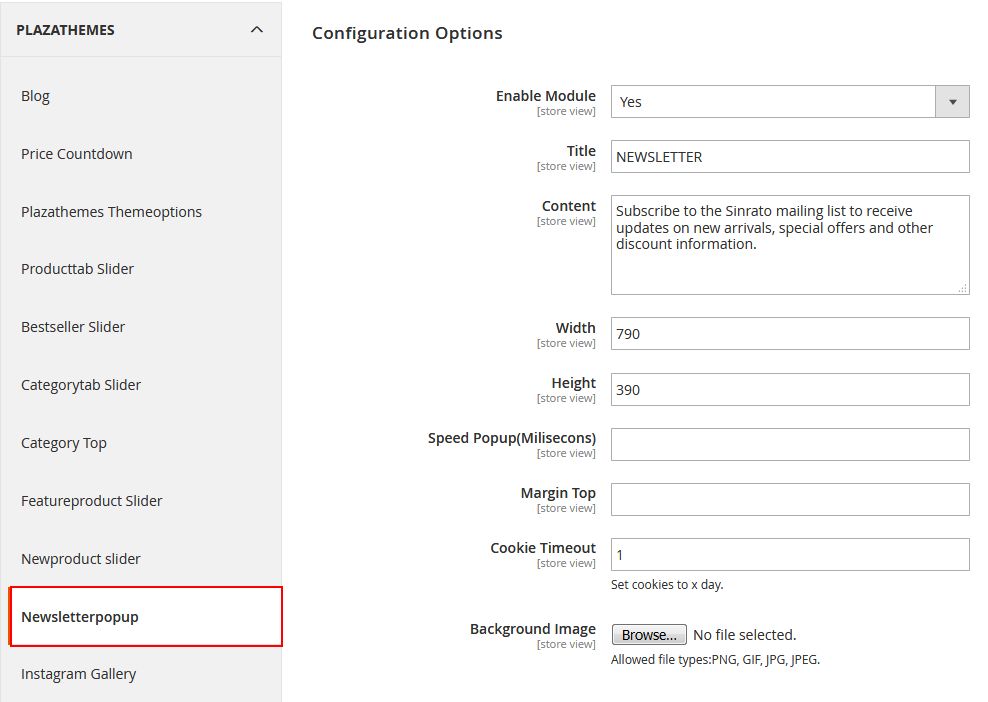 PLAZATHEMES
Blog
Price Countdown
Plazathemes Themeoptions
Producttab Slider
Bestseller Slider
Categorytab Slider
Category Top
Featureproduct Slider
Newproduct slider
Newsletterpopup
Instagram Gallery
Configuration Options
Enable Module
[store view]
Yes
Title
[store view]
NEWSLETTER
Content
[store view]
Subscribe to the Sinrato mailing list to receive
updates on new arrivals, special offers and other
discount information.
Width
[store view]
790
Height
[store view]
390
Speed Popup(Milisecons)
[store view]
Margin Top
[store view]
Cookie Timeout
[store view]
1
Set cookies to x day.
Background Image
[store view]
Browse... No file selected.
Allowed file types:PNG, GIF, JPG, JPEG.